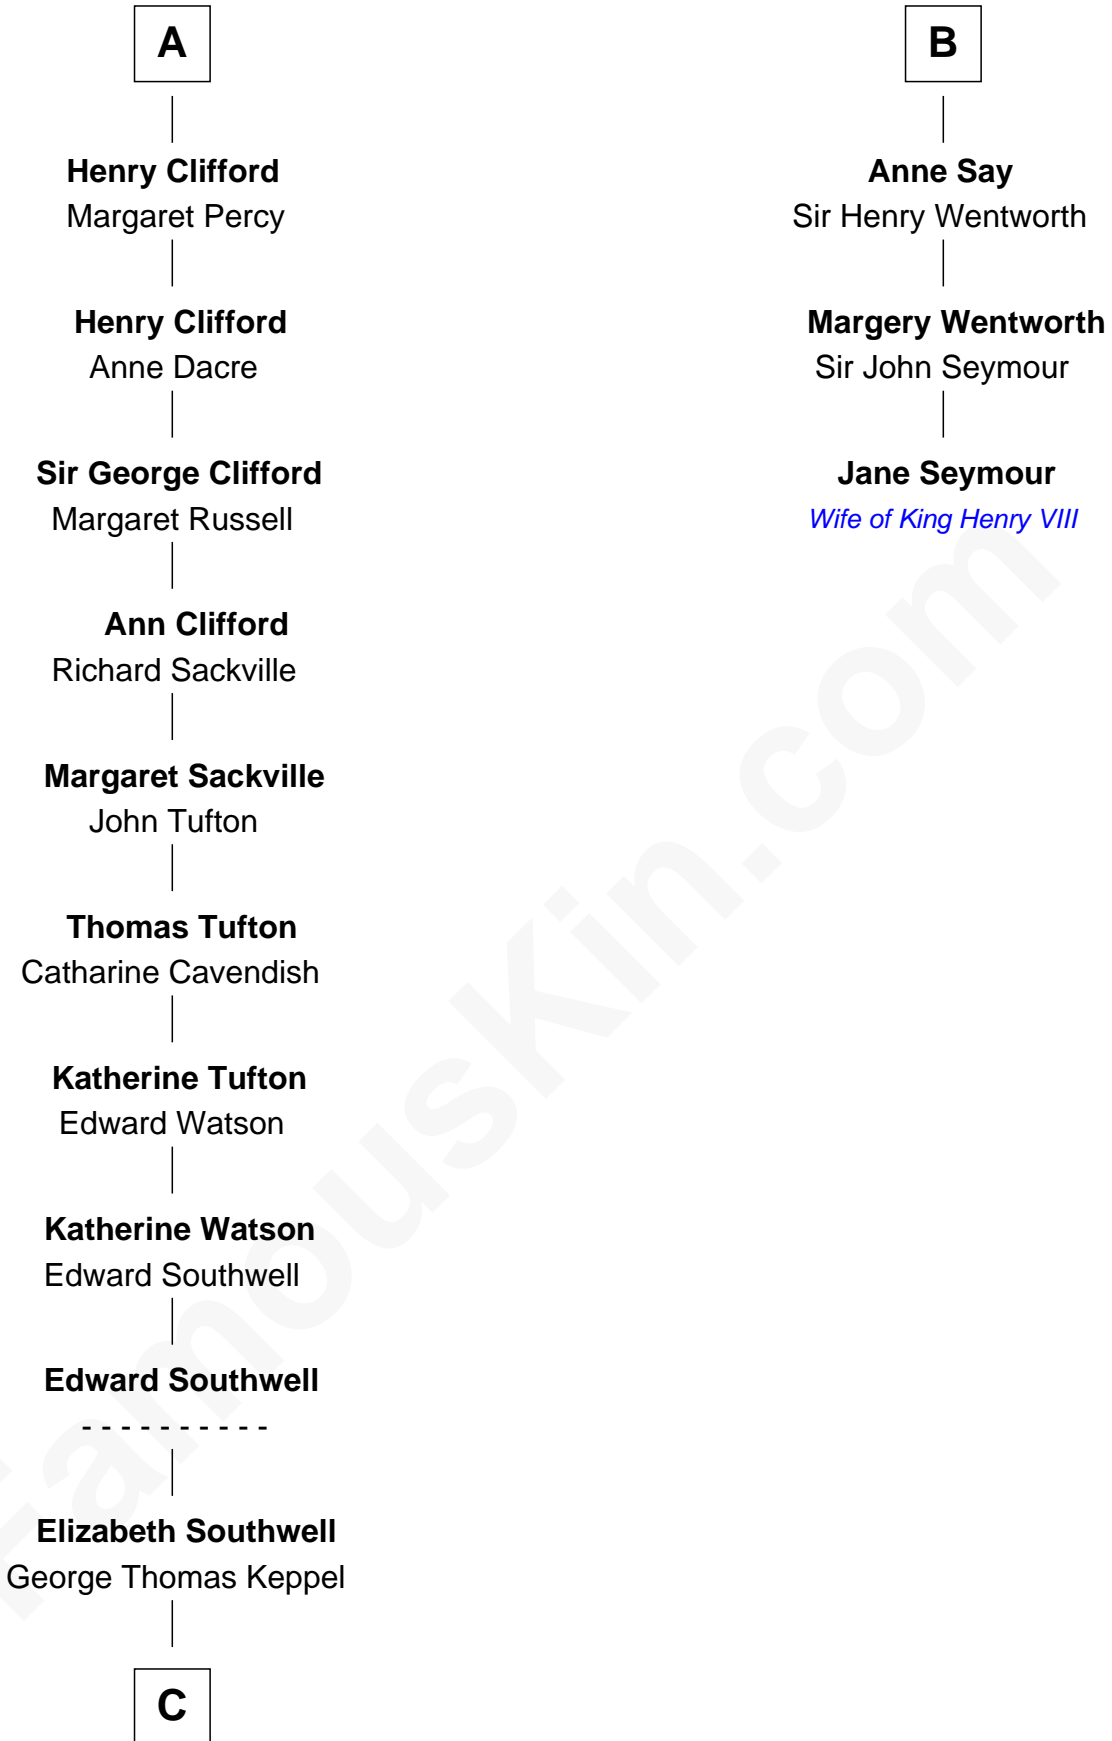 A
Henry Clifford
Margaret Percy
Henry Clifford
Anne Dacre
Sir George Clifford
Margaret Russell
Ann Clifford
Richard Sackville
Margaret Sackville
John Tufton
Thomas Tufton
Catharine Cavendish
Katherine Tufton
Edward Watson
Katherine Watson
Edward Southwell
Edward Southwell
- - - - - - - - - -
Elizabeth Southwell
George Thomas Keppel
C
B
Anne Say
Sir Henry Wentworth
Margery Wentworth
Sir John Seymour
Jane Seymour
Wife of King Henry VIII
FamousKin.com